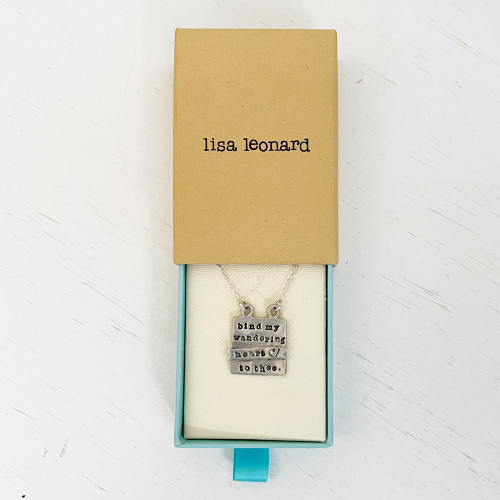 lisa leonard
bind my
wandering
heart
to thee.